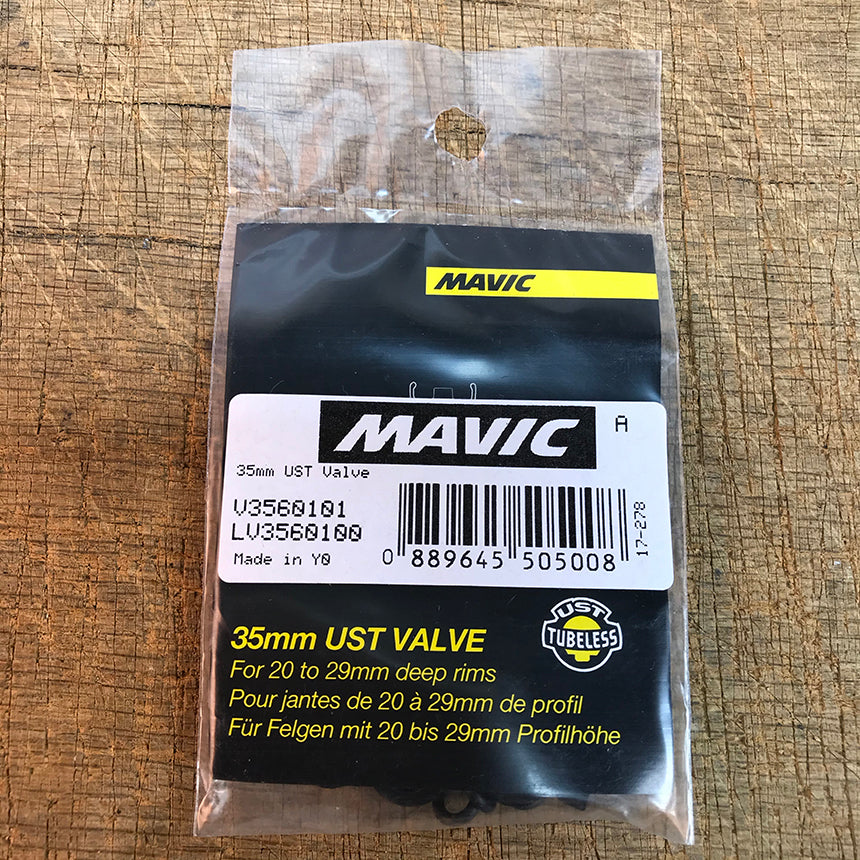 MAVIC
MAVIC
A
35mm UST Valve
V3560101
LV3560100
Made in Y0
0 889645 505008
17-278
UST
TUBELESS
35mm UST VALVE
For 20 to 29mm deep rims
Pour jantes de 20 à 29mm de profil
Für Felgen mit 20 bis 29mm Profilhöhe